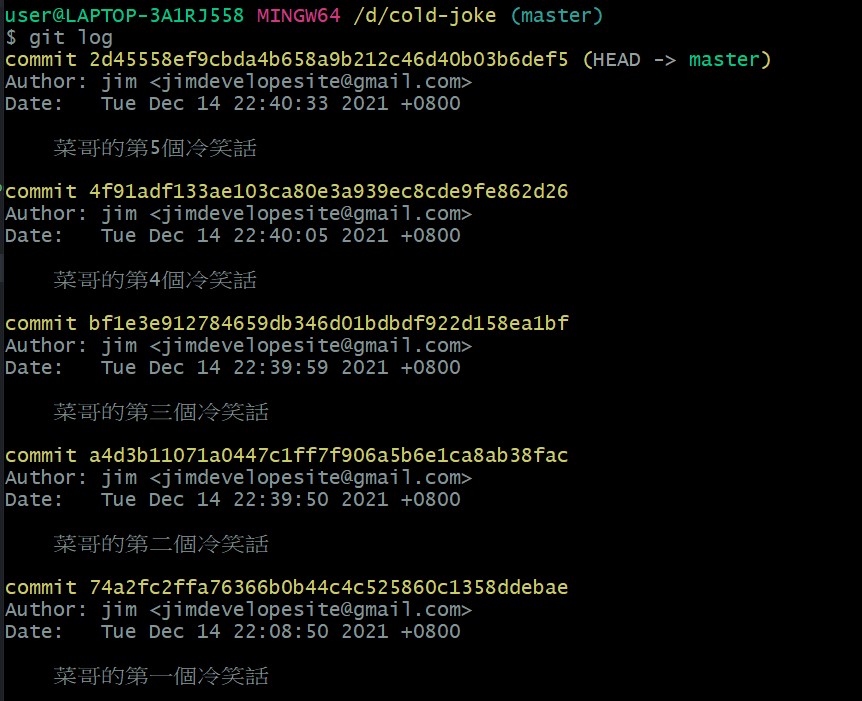 user@LAPTOP-3A1RJ558 MINGW64 /d/cold-joke (master)
$ git log
commit 2d45558ef9cbda4b658a9b212c46d40b03b6def5 (HEAD -> master)
Author: jim <jimdevelopesite@gmail.com>
Date:   Tue Dec 14 22:40:33 2021 +0800
菜哥的第5個冷笑話
commit 4f91adf133ae103ca80e3a939ec8cde9fe862d26
Author: jim <jimdevelopesite@gmail.com>
Date:   Tue Dec 14 22:40:05 2021 +0800
菜哥的第4個冷笑話
commit bf1e3e912784659db346d01bdbdf922d158ea1bf
Author: jim <jimdevelopesite@gmail.com>
Date:   Tue Dec 14 22:39:59 2021 +0800
菜哥的第三個冷笑話
commit a4d3b11071a0447c1ff7f906a5b6e1ca8ab38fac
Author: jim <jimdevelopesite@gmail.com>
Date:   Tue Dec 14 22:39:50 2021 +0800
菜哥的第二個冷笑話
commit 74a2fc2ffa76366b0b44c4c525860c1358ddebae
Author: jim <jimdevelopesite@gmail.com>
Date:   Tue Dec 14 22:08:50 2021 +0800
菜哥的第一個冷笑話